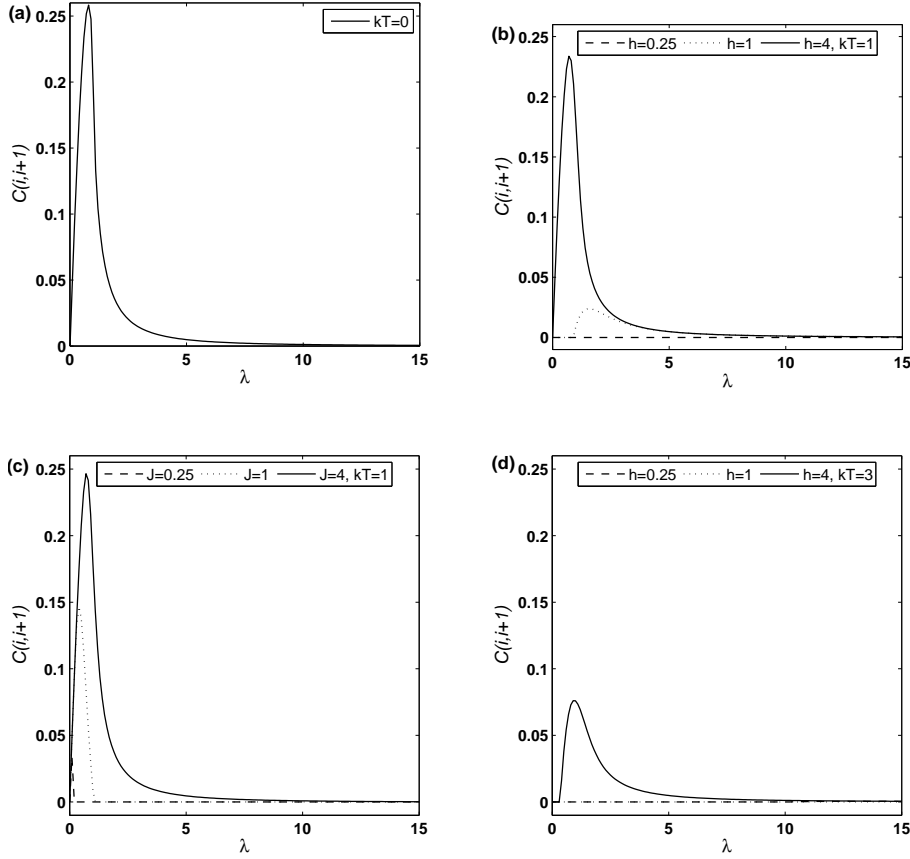 (a)
kT=0
0.25
0.2
0.15
0.1
0.05
0
C(i,i+1)
0 5 10 15
λ
(b)
h=0.25 h=1 h=4, kT=1
0.25
0.2
0.15
0.1
0.05
0
C(i,i+1)
0 5 10 15
λ
(c)
J=0.25 J=1 J=4, kT=1
0.25
0.2
0.15
0.1
0.05
0
C(i,i+1)
0 5 10 15
λ
(d)
h=0.25 h=1 h=4, kT=3
0.25
0.2
0.15
0.1
0.05
0
C(i,i+1)
0 5 10 15
λ